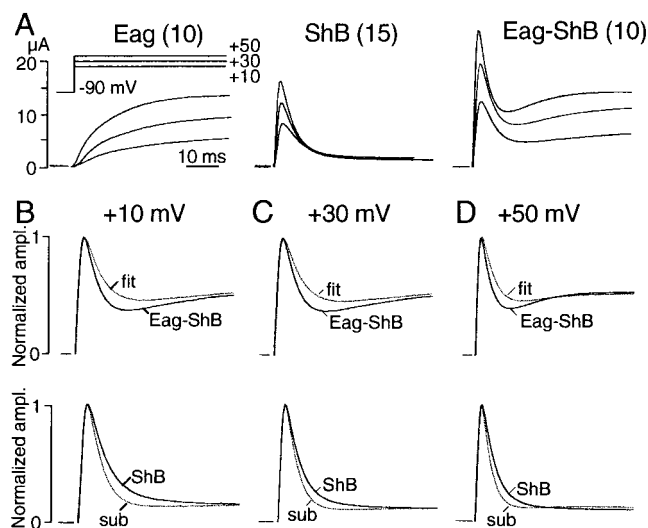 A
Eag (10)
ShB (15)
Eag-ShB (10)
µA
20
10
0
-90 mV
+50
+30
+10
10 ms
B
+10 mV
C
+30 mV
D
+50 mV
Normalized ampl.
1
0
fit
Eag-ShB
fit
Eag-ShB
fit
Eag-ShB
Normalized ampl.
1
0
ShB
sub
ShB
sub
ShB
sub